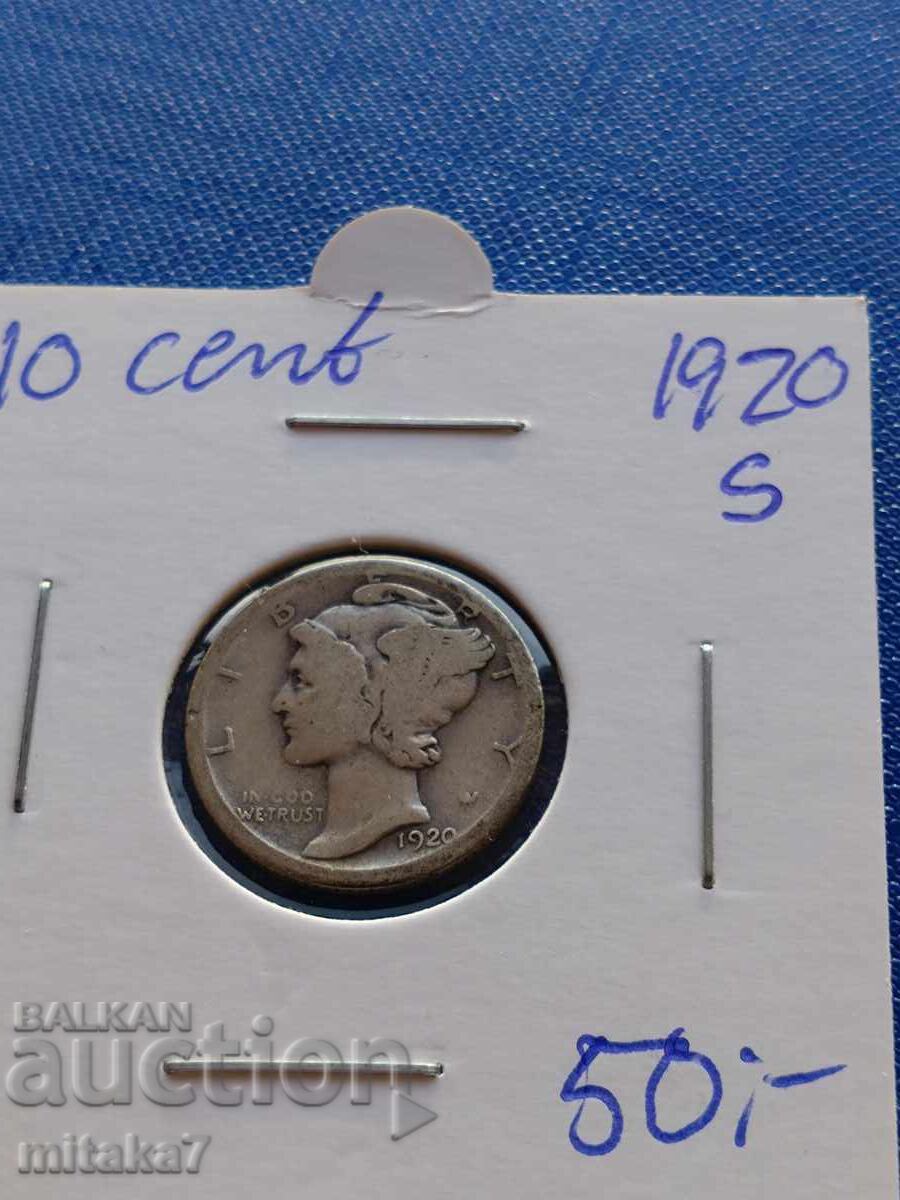 10 cent 1920
S
LIBERTY
IN GOD
WE TRUST
1920
50,-
BALKAN
auction
mitaka7